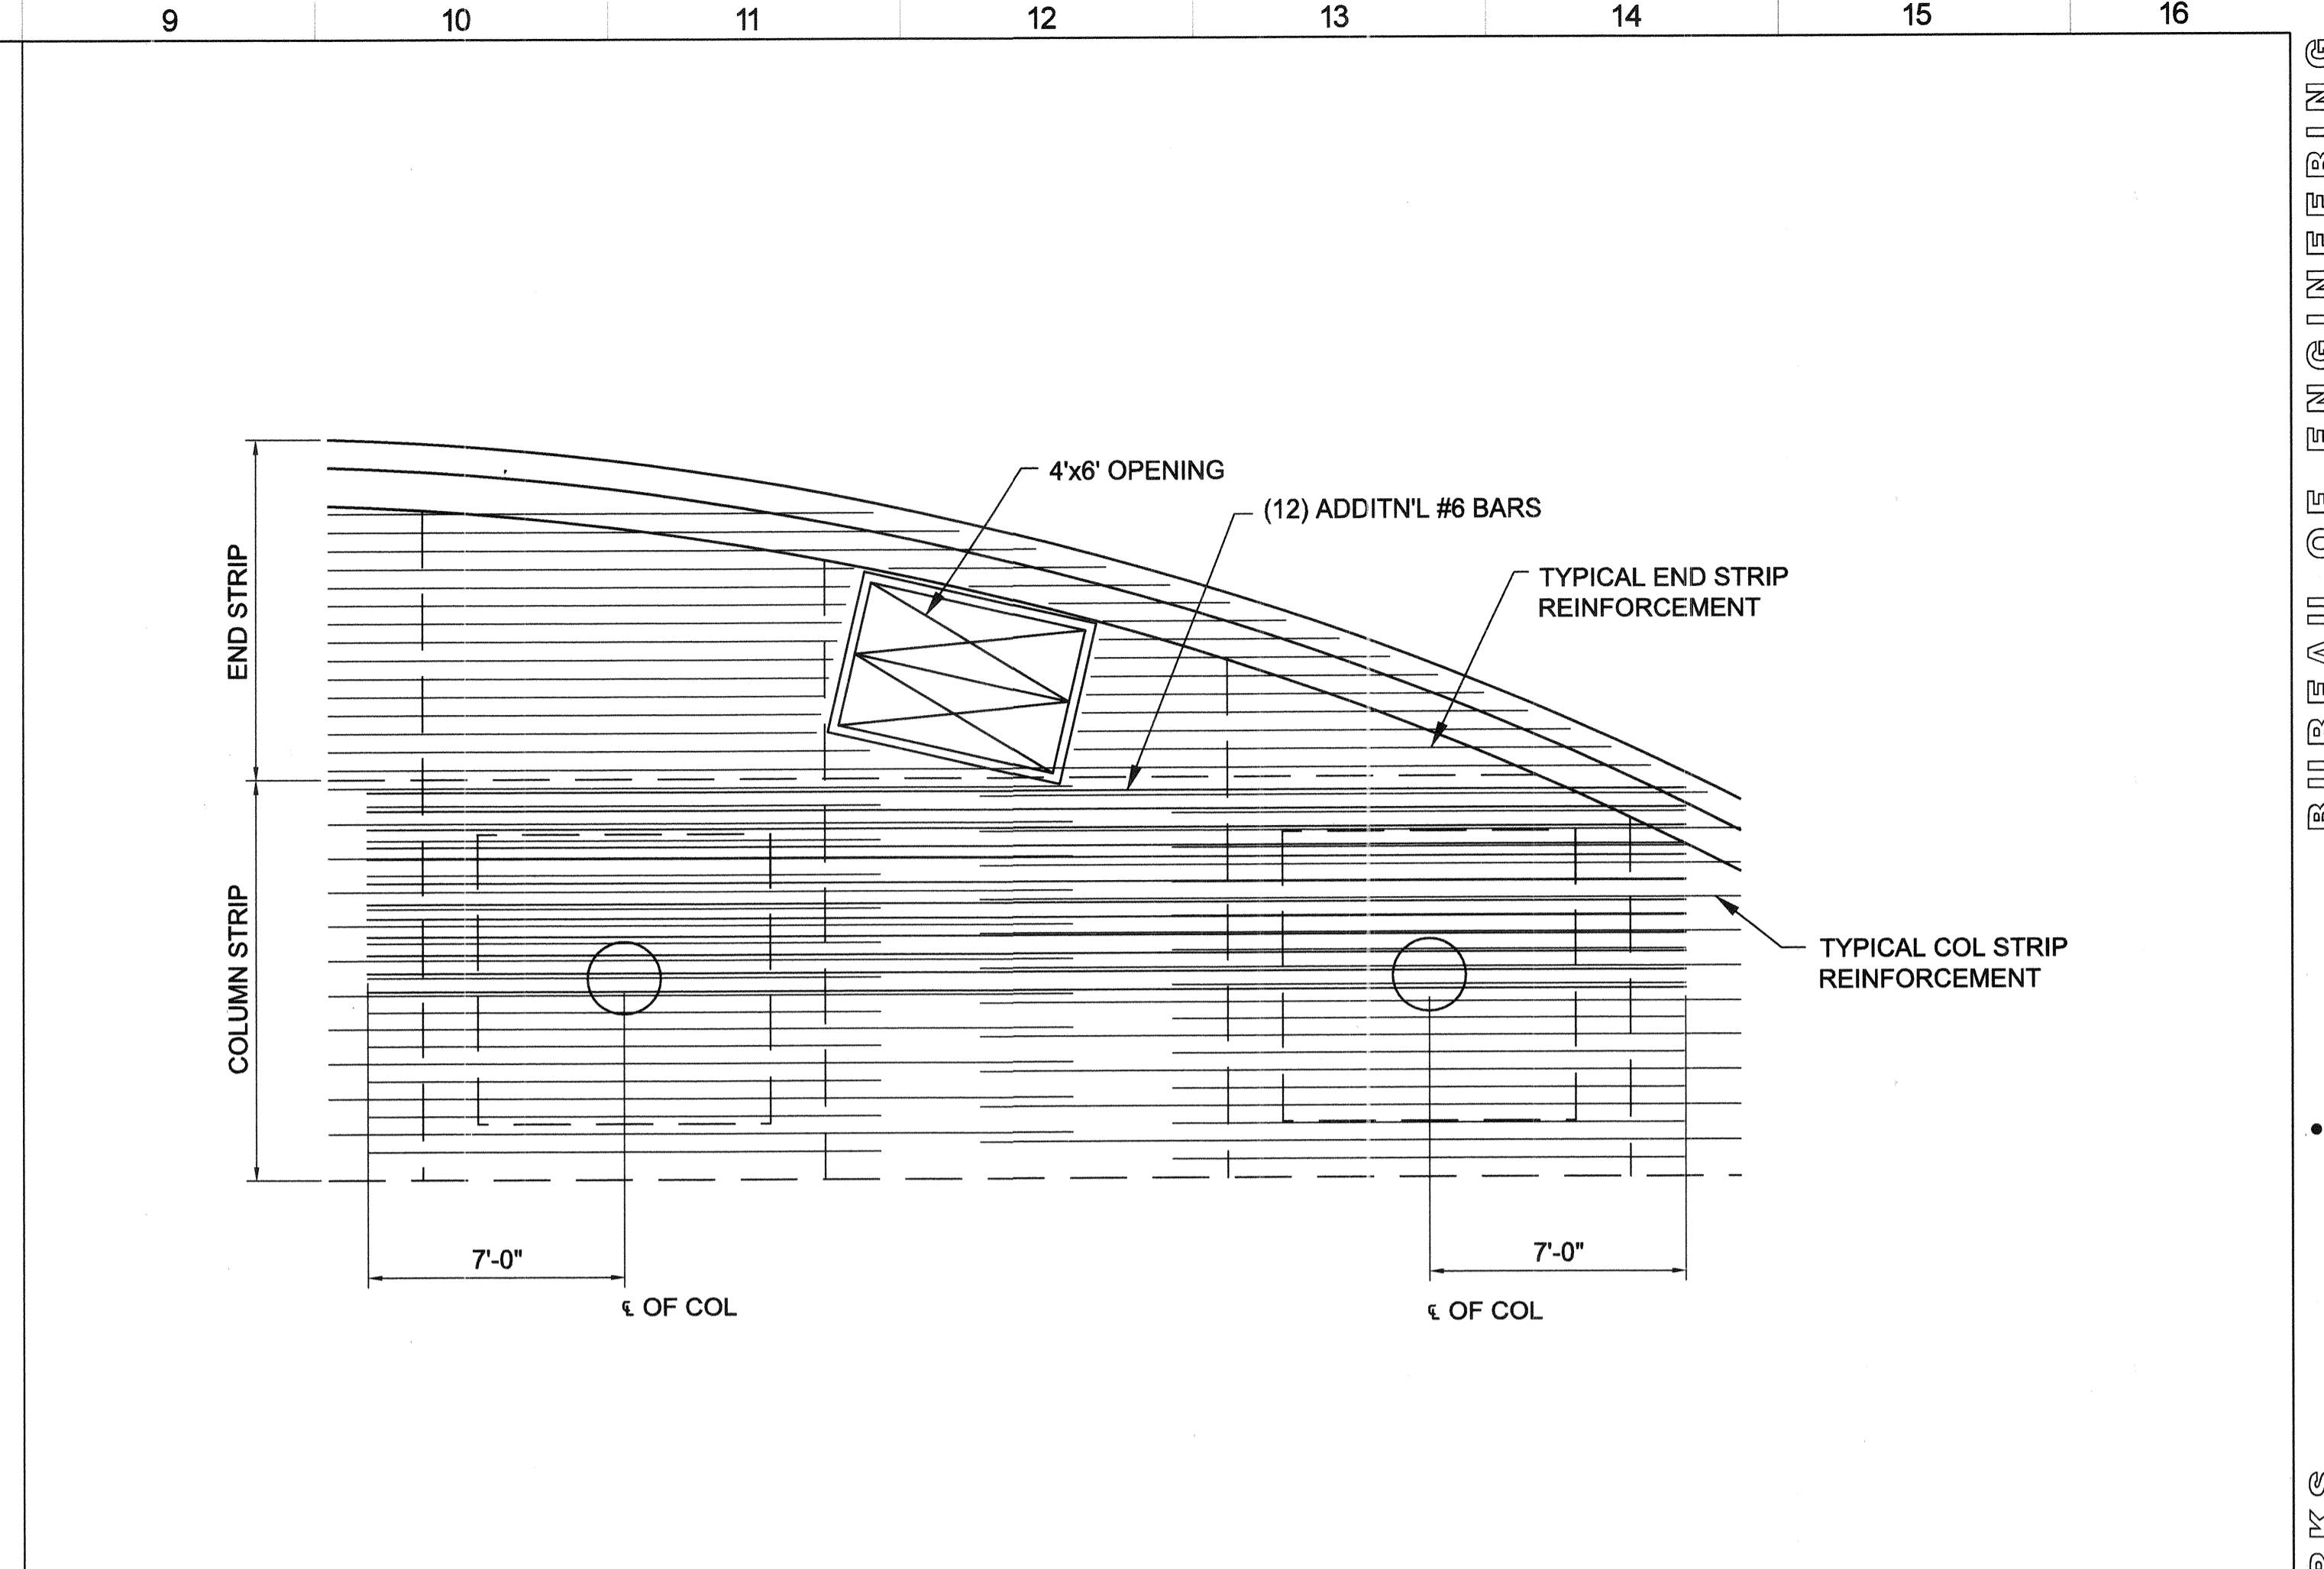 9 10 11 12 13 14 15 16
4'x6' OPENING
(12) ADDITN'L #6 BARS
TYPICAL END STRIP
REINFORCEMENT
END STRIP
COLUMN STRIP
TYPICAL COL STRIP
REINFORCEMENT
7'-0"
7'-0"
℄ OF COL
℄ OF COL
BUREAU OF ENGINEERING